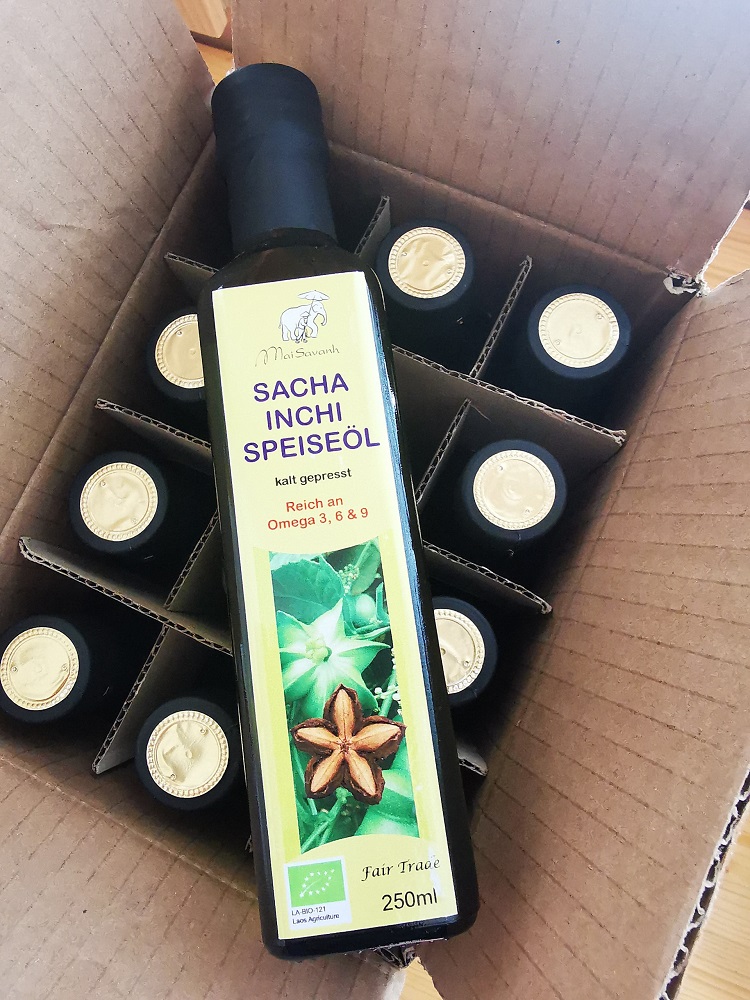 MaiSavanh
SACHA
INCHI
SPEISEÖL
kalt gepresst
Reich an
Omega 3, 6 & 9
Fair Trade
250ml
LA-BIO-121
Laos Agriculture